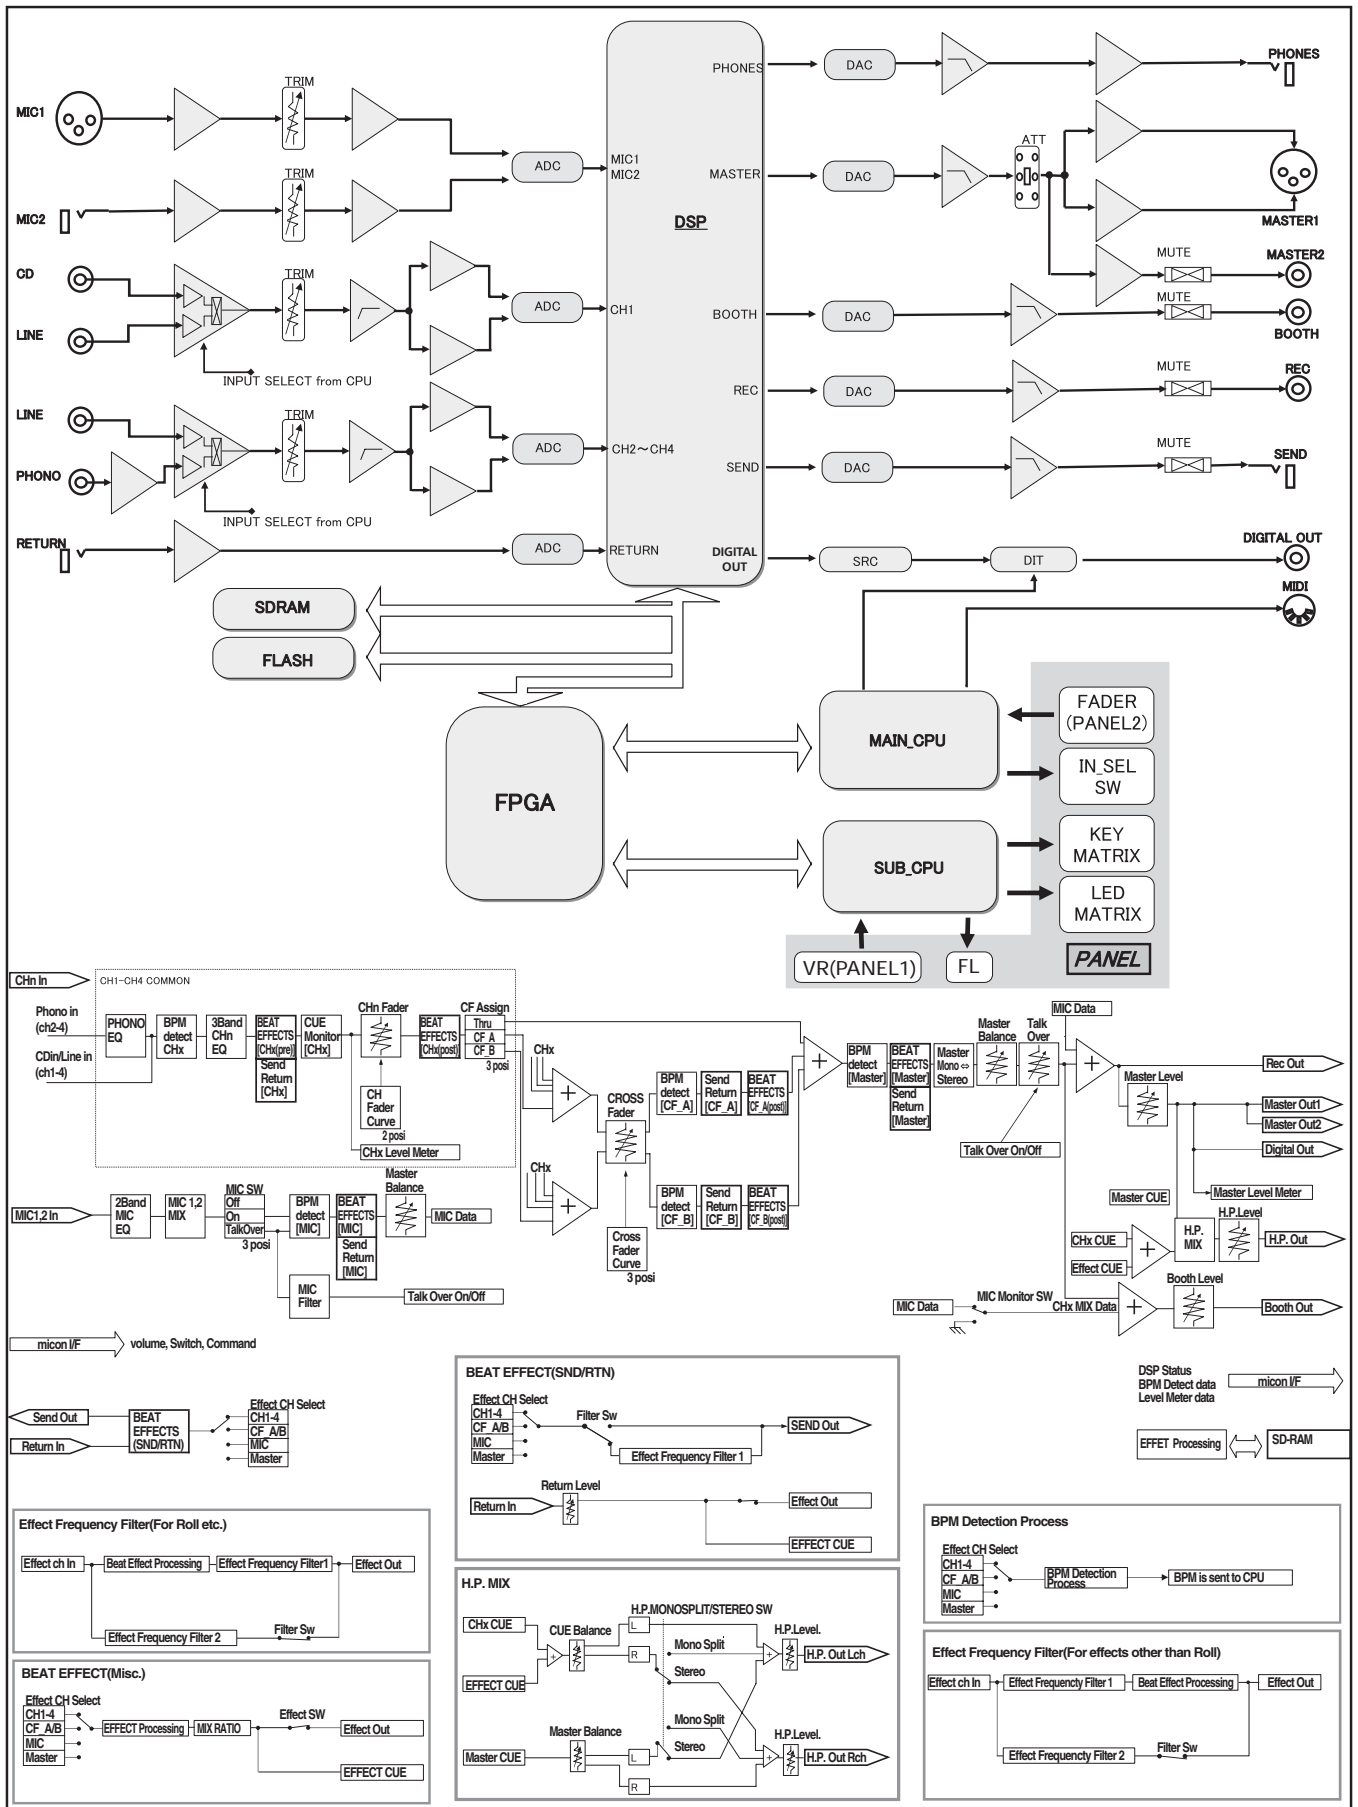 MIC1
TRIM
ADC
MIC1
MIC2
MIC2
TRIM
CD
LINE
TRIM
ADC
CH1
INPUT SELECT from CPU
LINE
PHONO
TRIM
ADC
CH2～CH4
INPUT SELECT from CPU
RETURN
ADC
RETURN
DSP
PHONES
DAC
PHONES
MASTER
DAC
ATT
MASTER1
MUTE
MASTER2
BOOTH
DAC
MUTE
BOOTH
REC
DAC
MUTE
REC
SEND
DAC
MUTE
SEND
DIGITAL
OUT
SRC
DIT
DIGITAL OUT
MIDI
SDRAM
FLASH
FPGA
MAIN_CPU
SUB_CPU
FADER
(PANEL2)
IN_SEL
SW
KEY
MATRIX
LED
MATRIX
VR(PANEL1)
FL
PANEL
CHn In
CH1-CH4 COMMON
Phono in
(ch2-4)
CDin/Line in
(ch1-4)
PHONO
EQ
BPM
detect
CHx
3Band
CHn
EQ
BEAT
EFFECTS
[CHx(pre)]
Send
Return
[CHx]
CUE
Monitor
[CHx]
CHn Fader
CH
Fader
Curve
2 posi
CHx Level Meter
BEAT
EFFECTS
[CHx(post)]
CF Assign
Thru
CF_A
CF_B
3 posi
CHx
CHx
CROSS
Fader
Cross
Fader
Curve
3 posi
BPM
detect
[CF_A]
Send
Return
[CF_A]
BEAT
EFFECTS
[CF_A(post)]
BPM
detect
[CF_B]
Send
Return
[CF_B]
BEAT
EFFECTS
[CF_B(post)]
BPM
detect
[Master]
BEAT
EFFECTS
[Master]
Send
Return
[Master]
Master
Mono ⇔
Stereo
Master
Balance
Talk
Over
MIC Data
Talk Over On/Off
Rec Out
Master Level
Master Out1
Master Out2
Digital Out
Master CUE
Master Level Meter
CHx CUE
Effect CUE
H.P.
MIX
H.P.Level
H.P. Out
MIC Data
MIC Monitor SW
CHx MIX Data
Booth Level
Booth Out
MIC1,2 In
2Band
MIC
EQ
MIC 1,2
MIX
MIC SW
Off
On
TalkOver
3 posi
BPM
detect
[MIC]
BEAT
EFFECTS
[MIC]
Send
Return
[MIC]
Master
Balance
MIC Data
MIC
Filter
Talk Over On/Off
micon I/F
volume, Switch, Command
Send Out
Return In
BEAT
EFFECTS
(SND/RTN)
Effect CH Select
CH1-4
CF_A/B
MIC
Master
BEAT EFFECT(SND/RTN)
Effect CH Select
CH1-4
CF_A/B
MIC
Master
Filter Sw
Effect Frequency Filter 1
SEND Out
Return Level
Return In
Effect Out
EFFECT CUE
DSP Status
BPM Detect data
Level Meter data
micon I/F
EFFET Processing
SD-RAM
Effect Frequency Filter(For Roll etc.)
Effect ch In
Beat Effect Processing
Effect Frequency Filter1
Effect Out
Effect Frequency Filter 2
Filter Sw
BEAT EFFECT(Misc.)
Effect CH Select
CH1-4
CF_A/B
MIC
Master
EFFECT Processing
MIX RATIO
Effect SW
Effect Out
EFFECT CUE
H.P. MIX
CHx CUE
EFFECT CUE
CUE Balance
H.P.MONOSPLIT/STEREO SW
L
R
Mono Split
Stereo
H.P.Level.
H.P. Out Lch
Master CUE
Master Balance
L
R
Mono Split
Stereo
H.P.Level.
H.P. Out Rch
BPM Detection Process
Effect CH Select
CH1-4
CF_A/B
MIC
Master
BPM Detection
Process
BPM is sent to CPU
Effect Frequency Filter(For effects other than Roll)
Effect ch In
Effect Frequencty Filter 1
Beat Effect Processing
Effect Out
Effect Frequencty Filter 2
Filter Sw